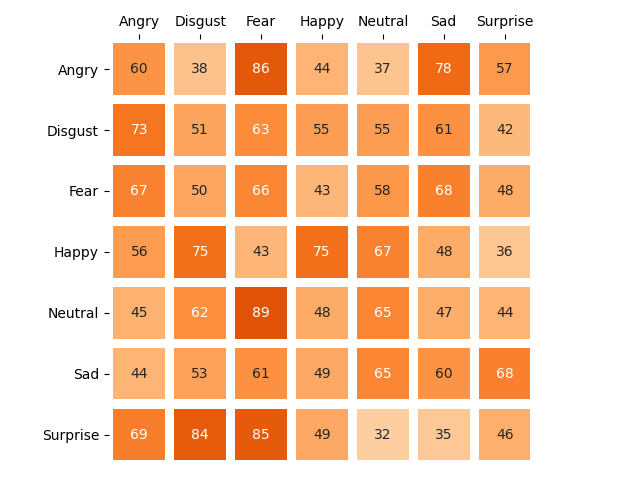 Angry Disgust Fear Happy Neutral Sad Surprise
Angry 60 38 86 44 37 78 57
Disgust 73 51 63 55 55 61 42
Fear 67 50 66 43 58 68 48
Happy 56 75 43 75 67 48 36
Neutral 45 62 89 48 65 47 44
Sad 44 53 61 49 65 60 68
Surprise 69 84 85 49 32 35 46